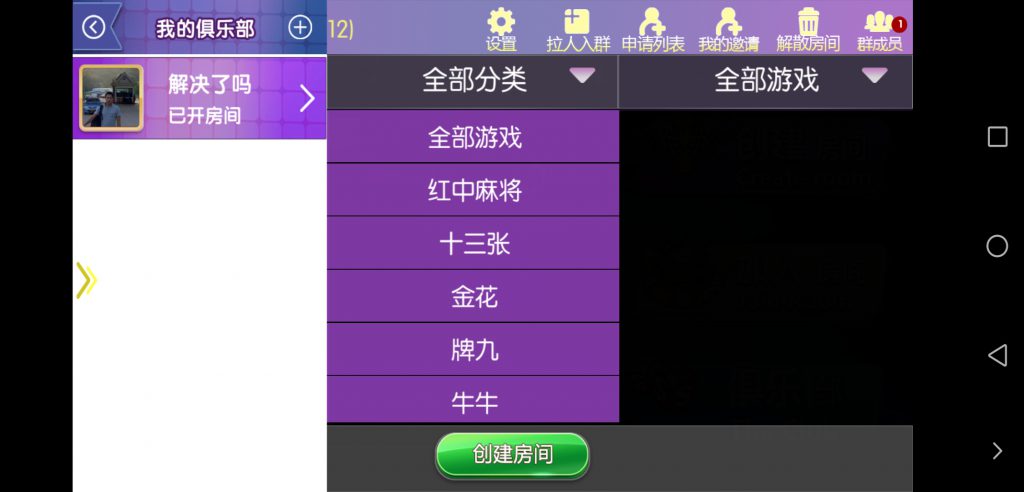 我的俱乐部
12)
设置
拉人入群
申请列表
我的邀请
解散房间
群成员
1
解决了吗
已开房间
全部分类
全部游戏
全部游戏
红中麻将
十三张
金花
牌九
牛牛
创建房间
Create room
房间
俱乐部
创建房间